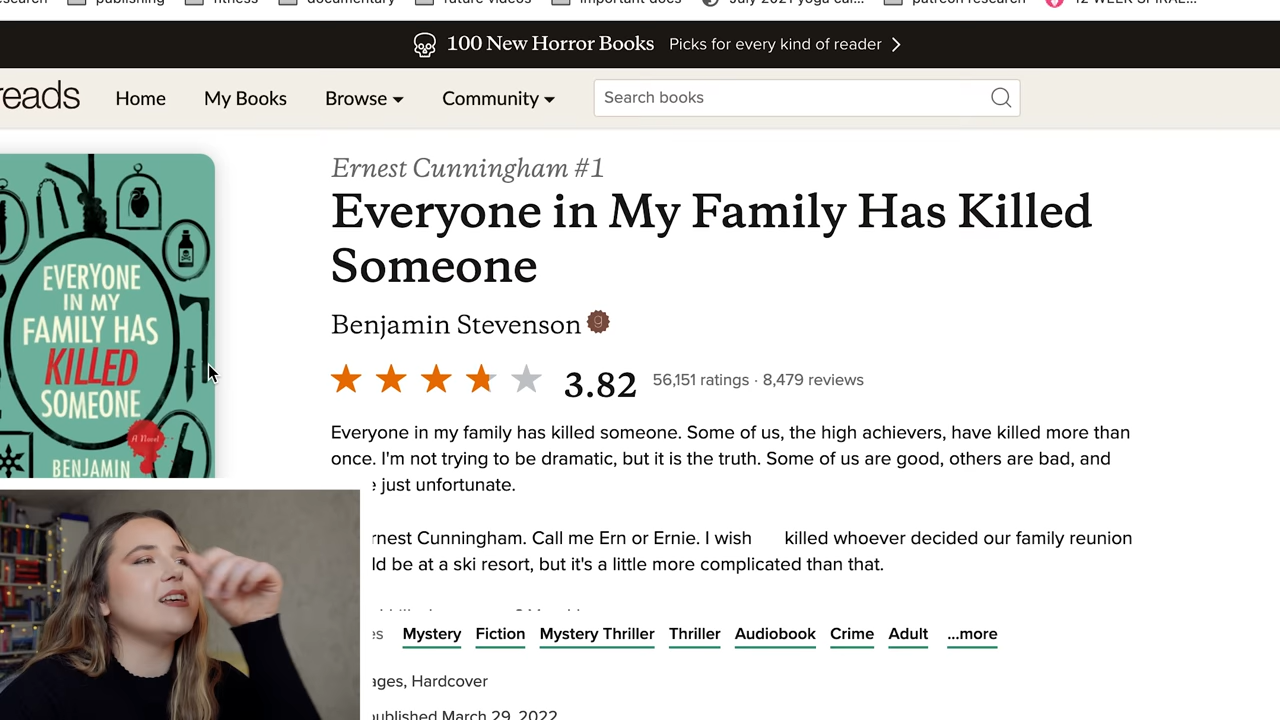 publishing fitness documentary future videos important docs July 2021 yoga cal... patreon research 12 WEEK SPIRAL...
100 New Horror Books Picks for every kind of reader
reads Home My Books Browse Community Search books
Ernest Cunningham #1
Everyone in My Family Has Killed
Someone
Benjamin Stevenson
3.82 56,151 ratings · 8,479 reviews
Everyone in my family has killed someone. Some of us, the high achievers, have killed more than
once. I'm not trying to be dramatic, but it is the truth. Some of us are good, others are bad, and
e just unfortunate.
rnest Cunningham. Call me Ern or Ernie. I wish killed whoever decided our family reunion
ld be at a ski resort, but it's a little more complicated than that.
es Mystery Fiction Mystery Thriller Thriller Audiobook Crime Adult ...more
ages, Hardcover
ublished March 29, 2022
EVERYONE
IN MY
FAMILY HAS
KILLED
SOMEONE
A Novel
BENJAMIN